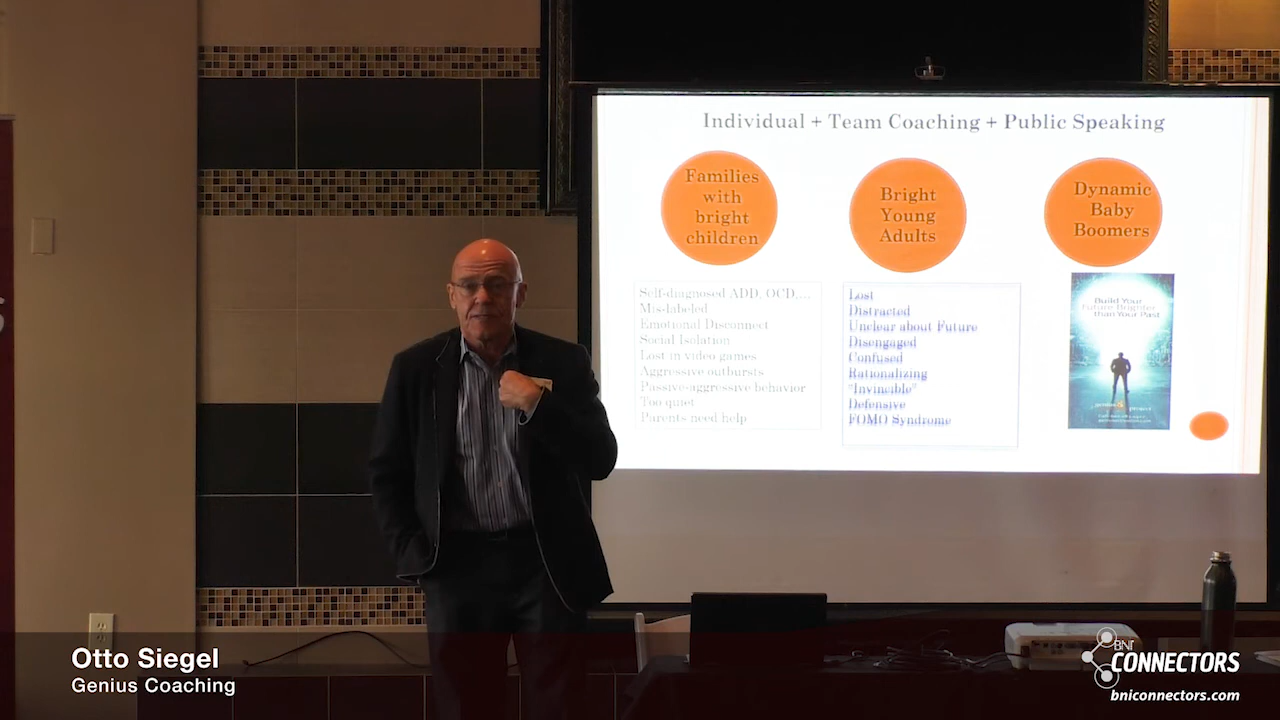 Individual + Team Coaching + Public Speaking
Families
with
bright
children
Bright
Young
Adults
Dynamic
Baby
Boomers
Self-diagnosed ADD, OCD,...
Mis-labeled
Emotional Disconnect
Social Isolation
Lost in video games
Aggressive outbursts
Passive-aggressive behavior
Too quiet
Parents need help
Lost
Distracted
Unclear about Future
Disengaged
Confused
Rationalizing
"Invincible"
Defensive
FOMO Syndrome
Build Your
Future Brighter
than Your Past
Otto Siegel
Genius Coaching
BNI
CONNECTORS
bniconnectors.com